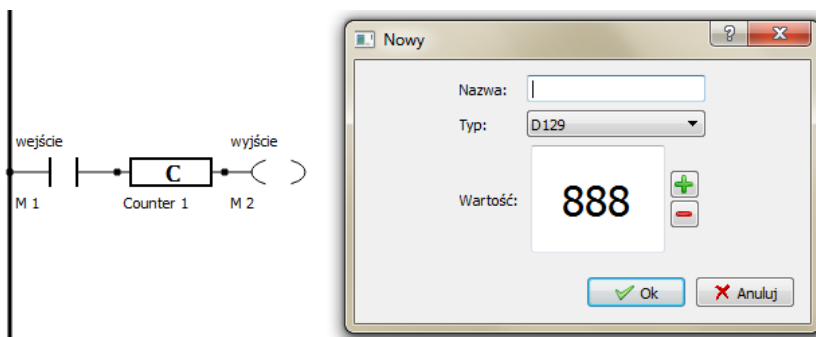 wejście wyjście
C
M 1 Counter 1 M 2
Nowy
Nazwa:
Typ: D129
Wartość: 888
Ok Anuluj